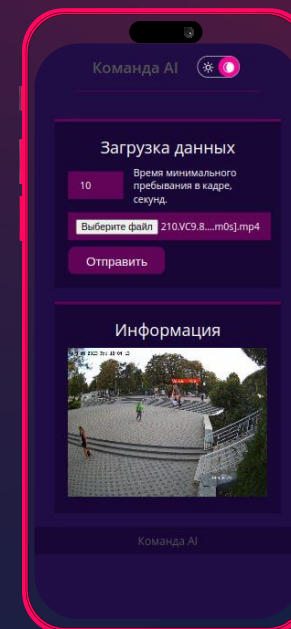 Команда AI
Загрузка данных
10
Время минимального
пребывания в кадре,
секунд.
Выберите файл 210.VC9.8....m0s].mp4
Отправить
Информация
Команда AI